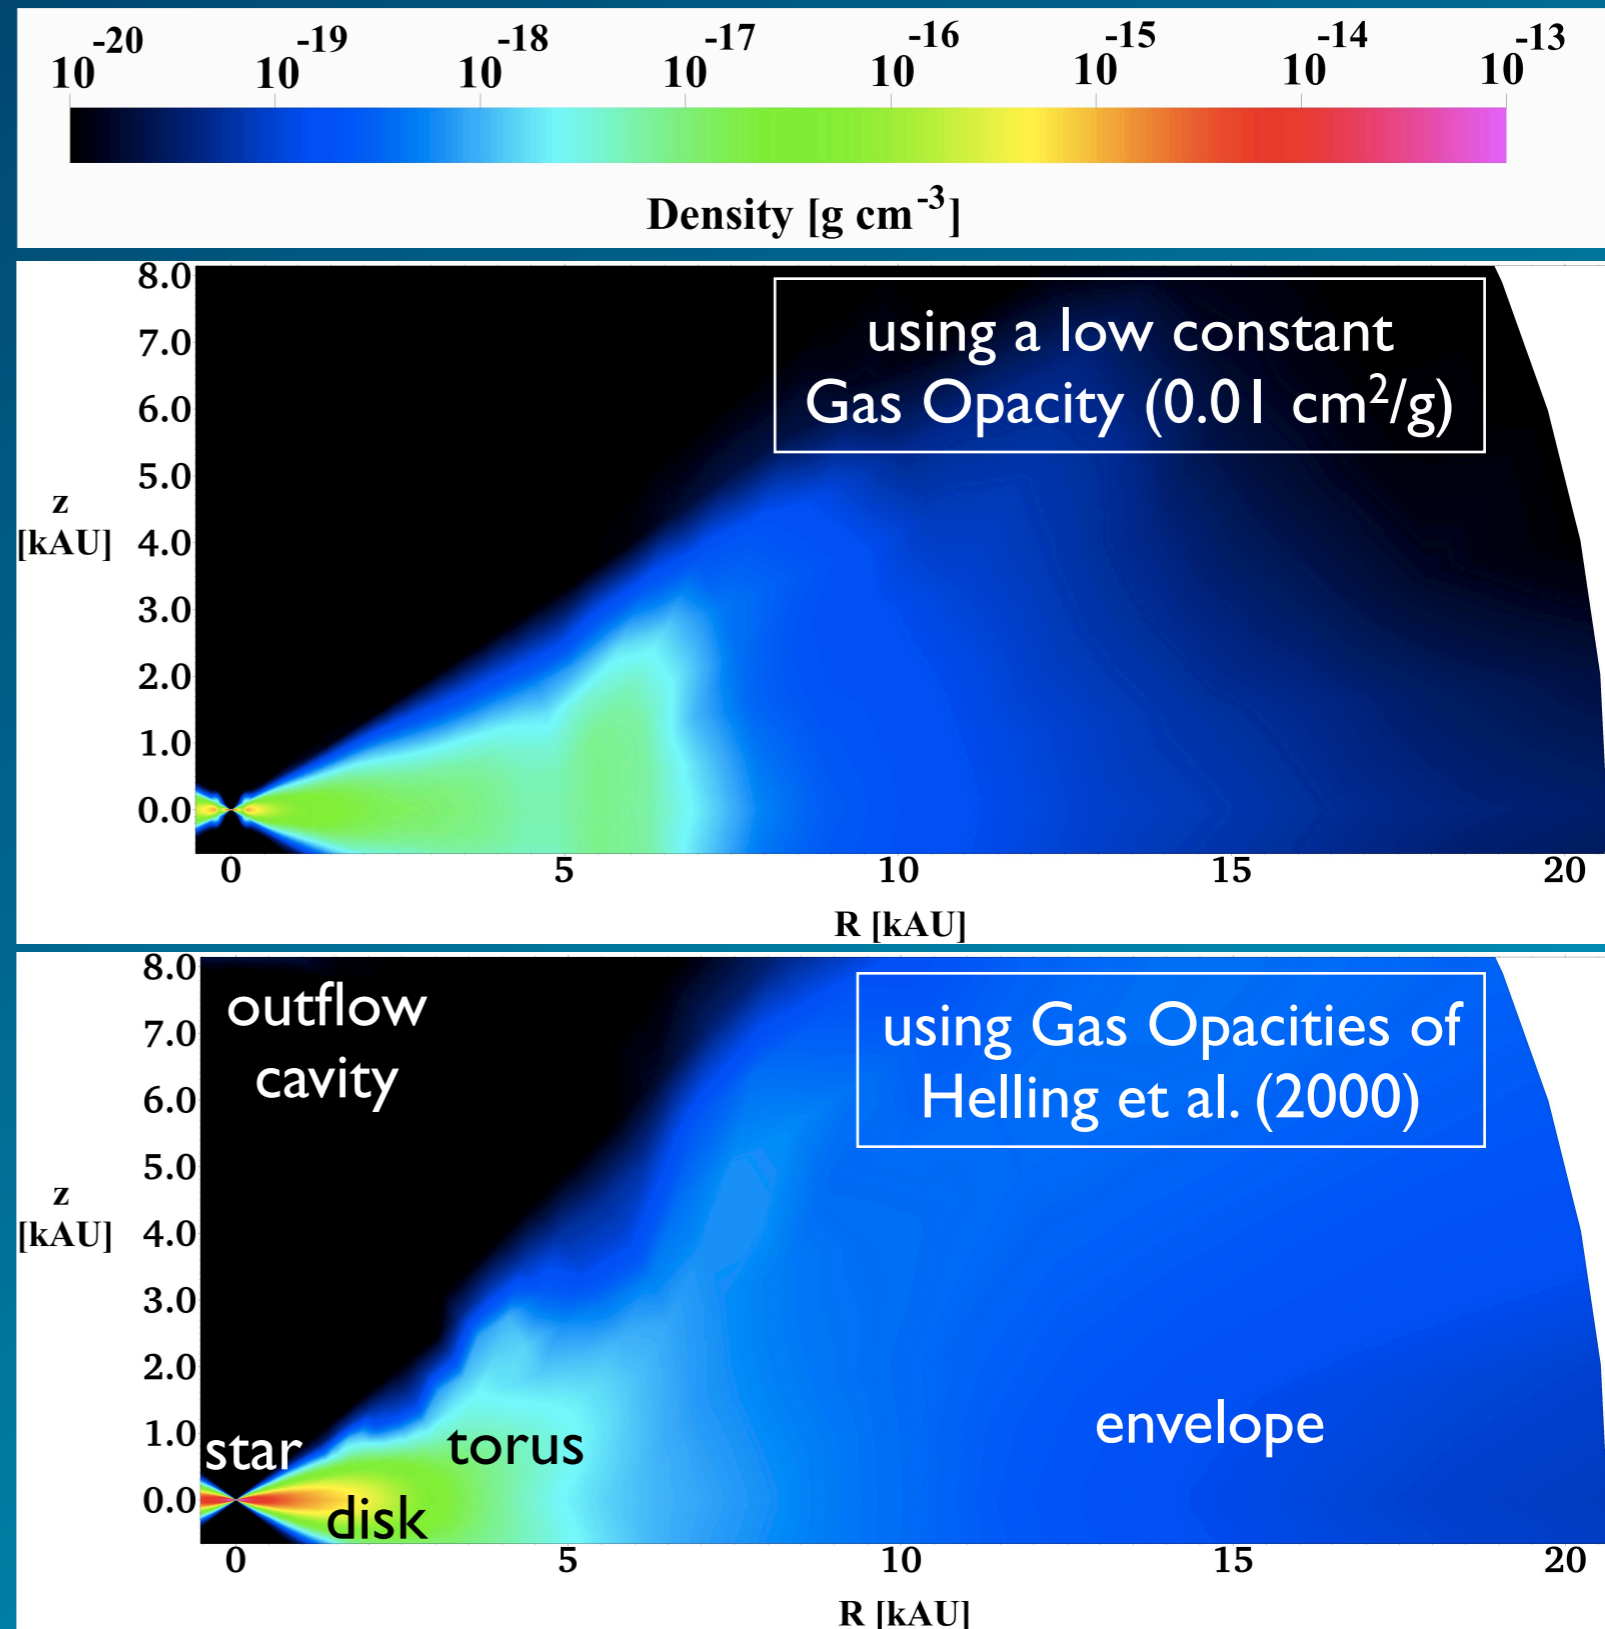 10^-20 10^-19 10^-18 10^-17 10^-16 10^-15 10^-14 10^-13
Density [g cm^-3]
8.0
7.0
6.0
5.0
4.0
3.0
2.0
1.0
0.0
z
[kAU]
using a low constant
Gas Opacity (0.01 cm²/g)
0 5 10 15 20
R [kAU]
8.0
7.0
6.0
5.0
4.0
3.0
2.0
1.0
0.0
z
[kAU]
outflow
cavity
using Gas Opacities of
Helling et al. (2000)
star
torus
disk
envelope
0 5 10 15 20
R [kAU]